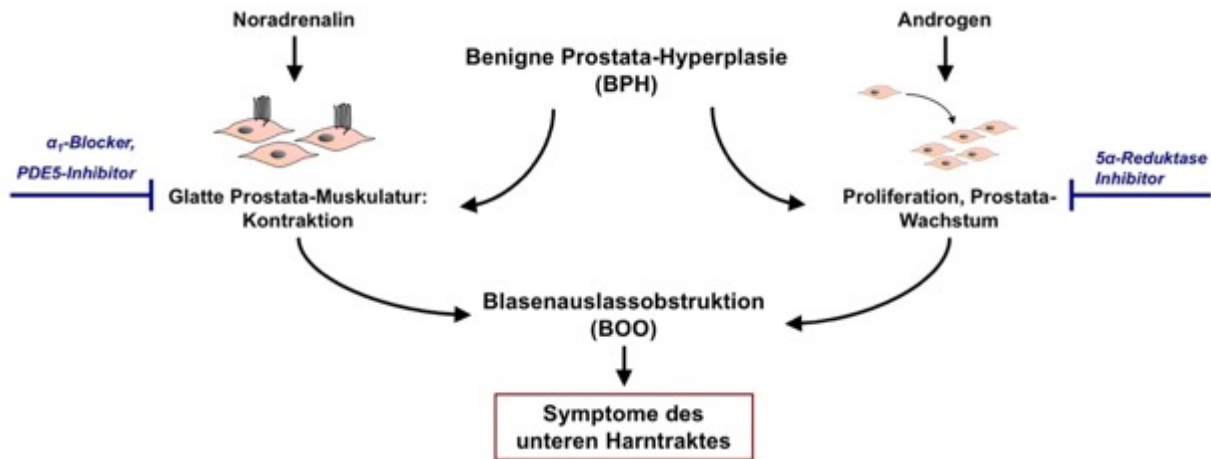 Noradrenalin
Androgen
Benigne Prostata-Hyperplasie
(BPH)
α₁-Blocker,
PDE5-Inhibitor
5α-Reduktase
Inhibitor
Glatte Prostata-Muskulatur:
Kontraktion
Proliferation, Prostata-
Wachstum
Blasenauslassobstruktion
(BOO)
Symptome des
unteren Harntraktes